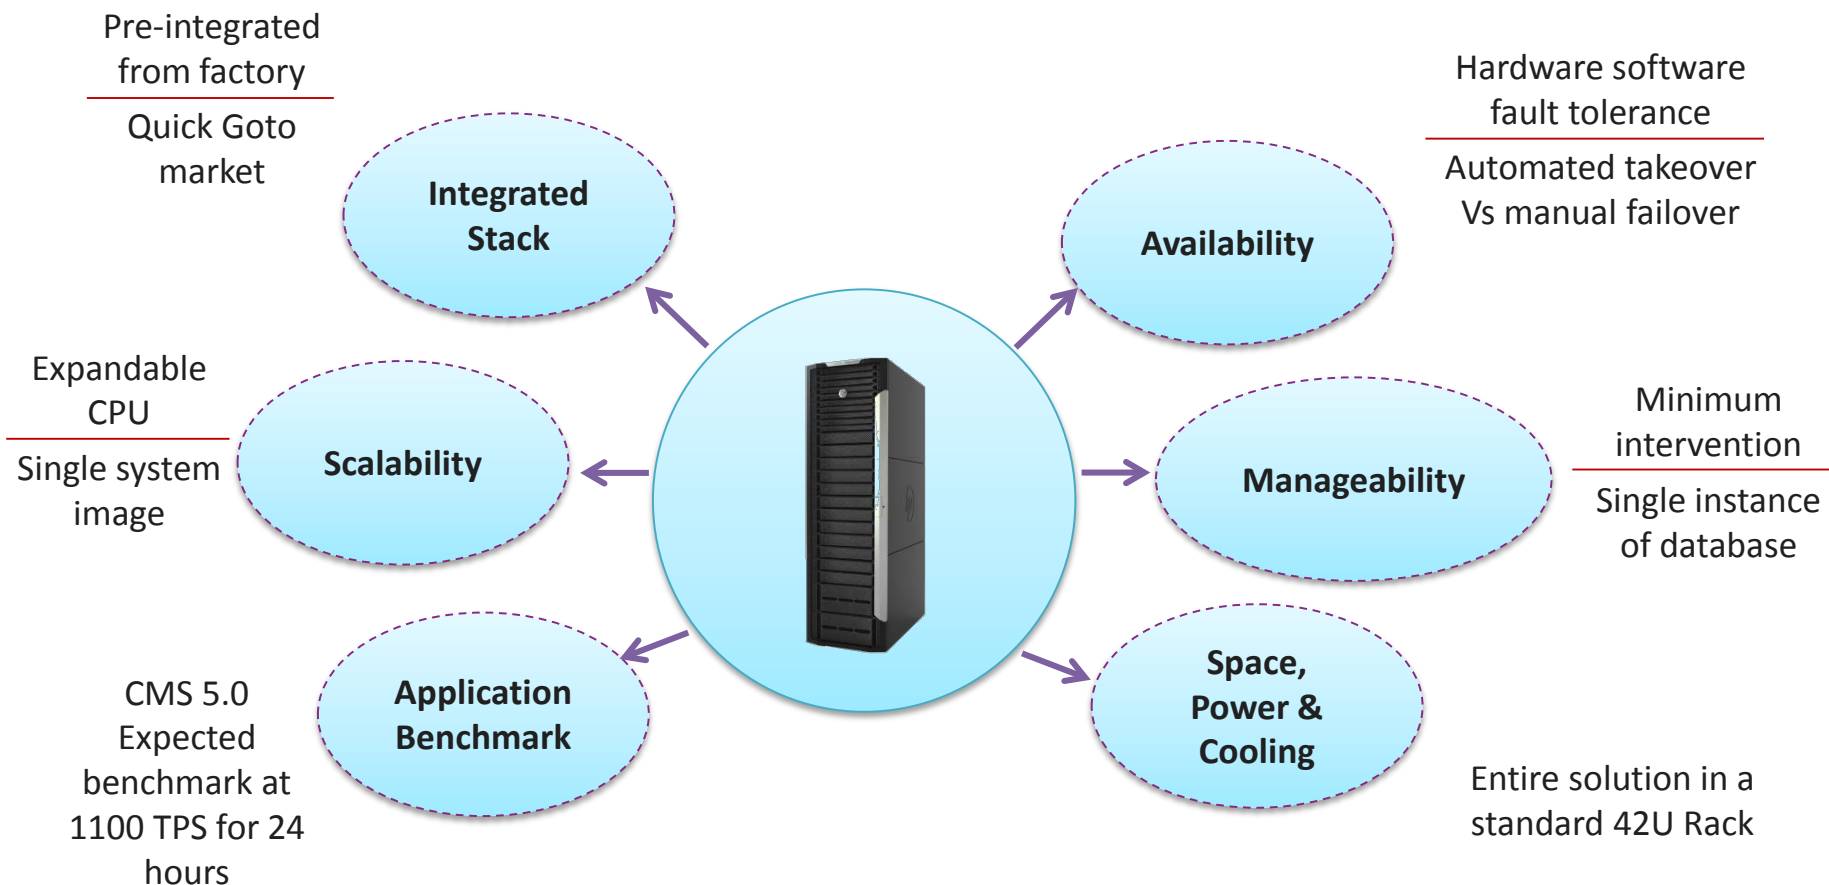 Pre-integrated
from factory
Quick Goto
market
Integrated
Stack
Hardware software
fault tolerance
Automated takeover
Vs manual failover
Availability
Expandable
CPU
Single system
image
Scalability
Minimum
intervention
Single instance
of database
Manageability
CMS 5.0
Expected
benchmark at
1100 TPS for 24
hours
Application
Benchmark
Space,
Power &
Cooling
Entire solution in a
standard 42U Rack